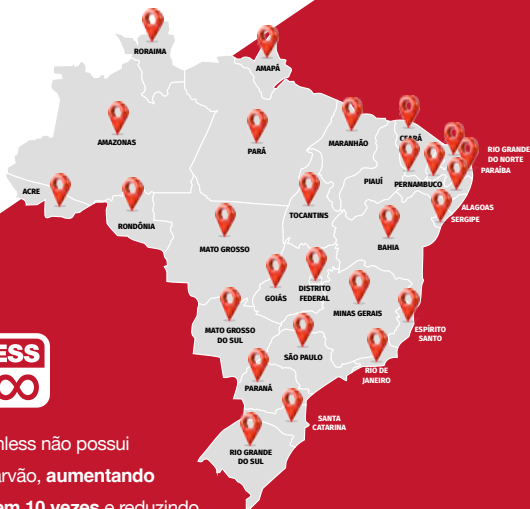 RORAIMA
AMAPÁ
AMAZONAS
PARÁ
MARANHÃO
CEARÁ
RIO GRANDE
DO NORTE
PARAÍBA
PIAUÍ
PERNAMBUCO
ACRE
TOCANTINS
ALAGOAS
SERGIPE
RONDÔNIA
MATO GROSSO
BAHIA
GOIÁS
DISTRITO
FEDERAL
MINAS GERAIS
MATO GROSSO
DO SUL
ESPÍRITO
SANTO
SÃO PAULO
RIO DE
JANEIRO
PARANÁ
SANTA
CATARINA
RIO GRANDE
DO SUL
ESS
nless não possui
arvão, aumentando
em 10 vezes e reduzindo